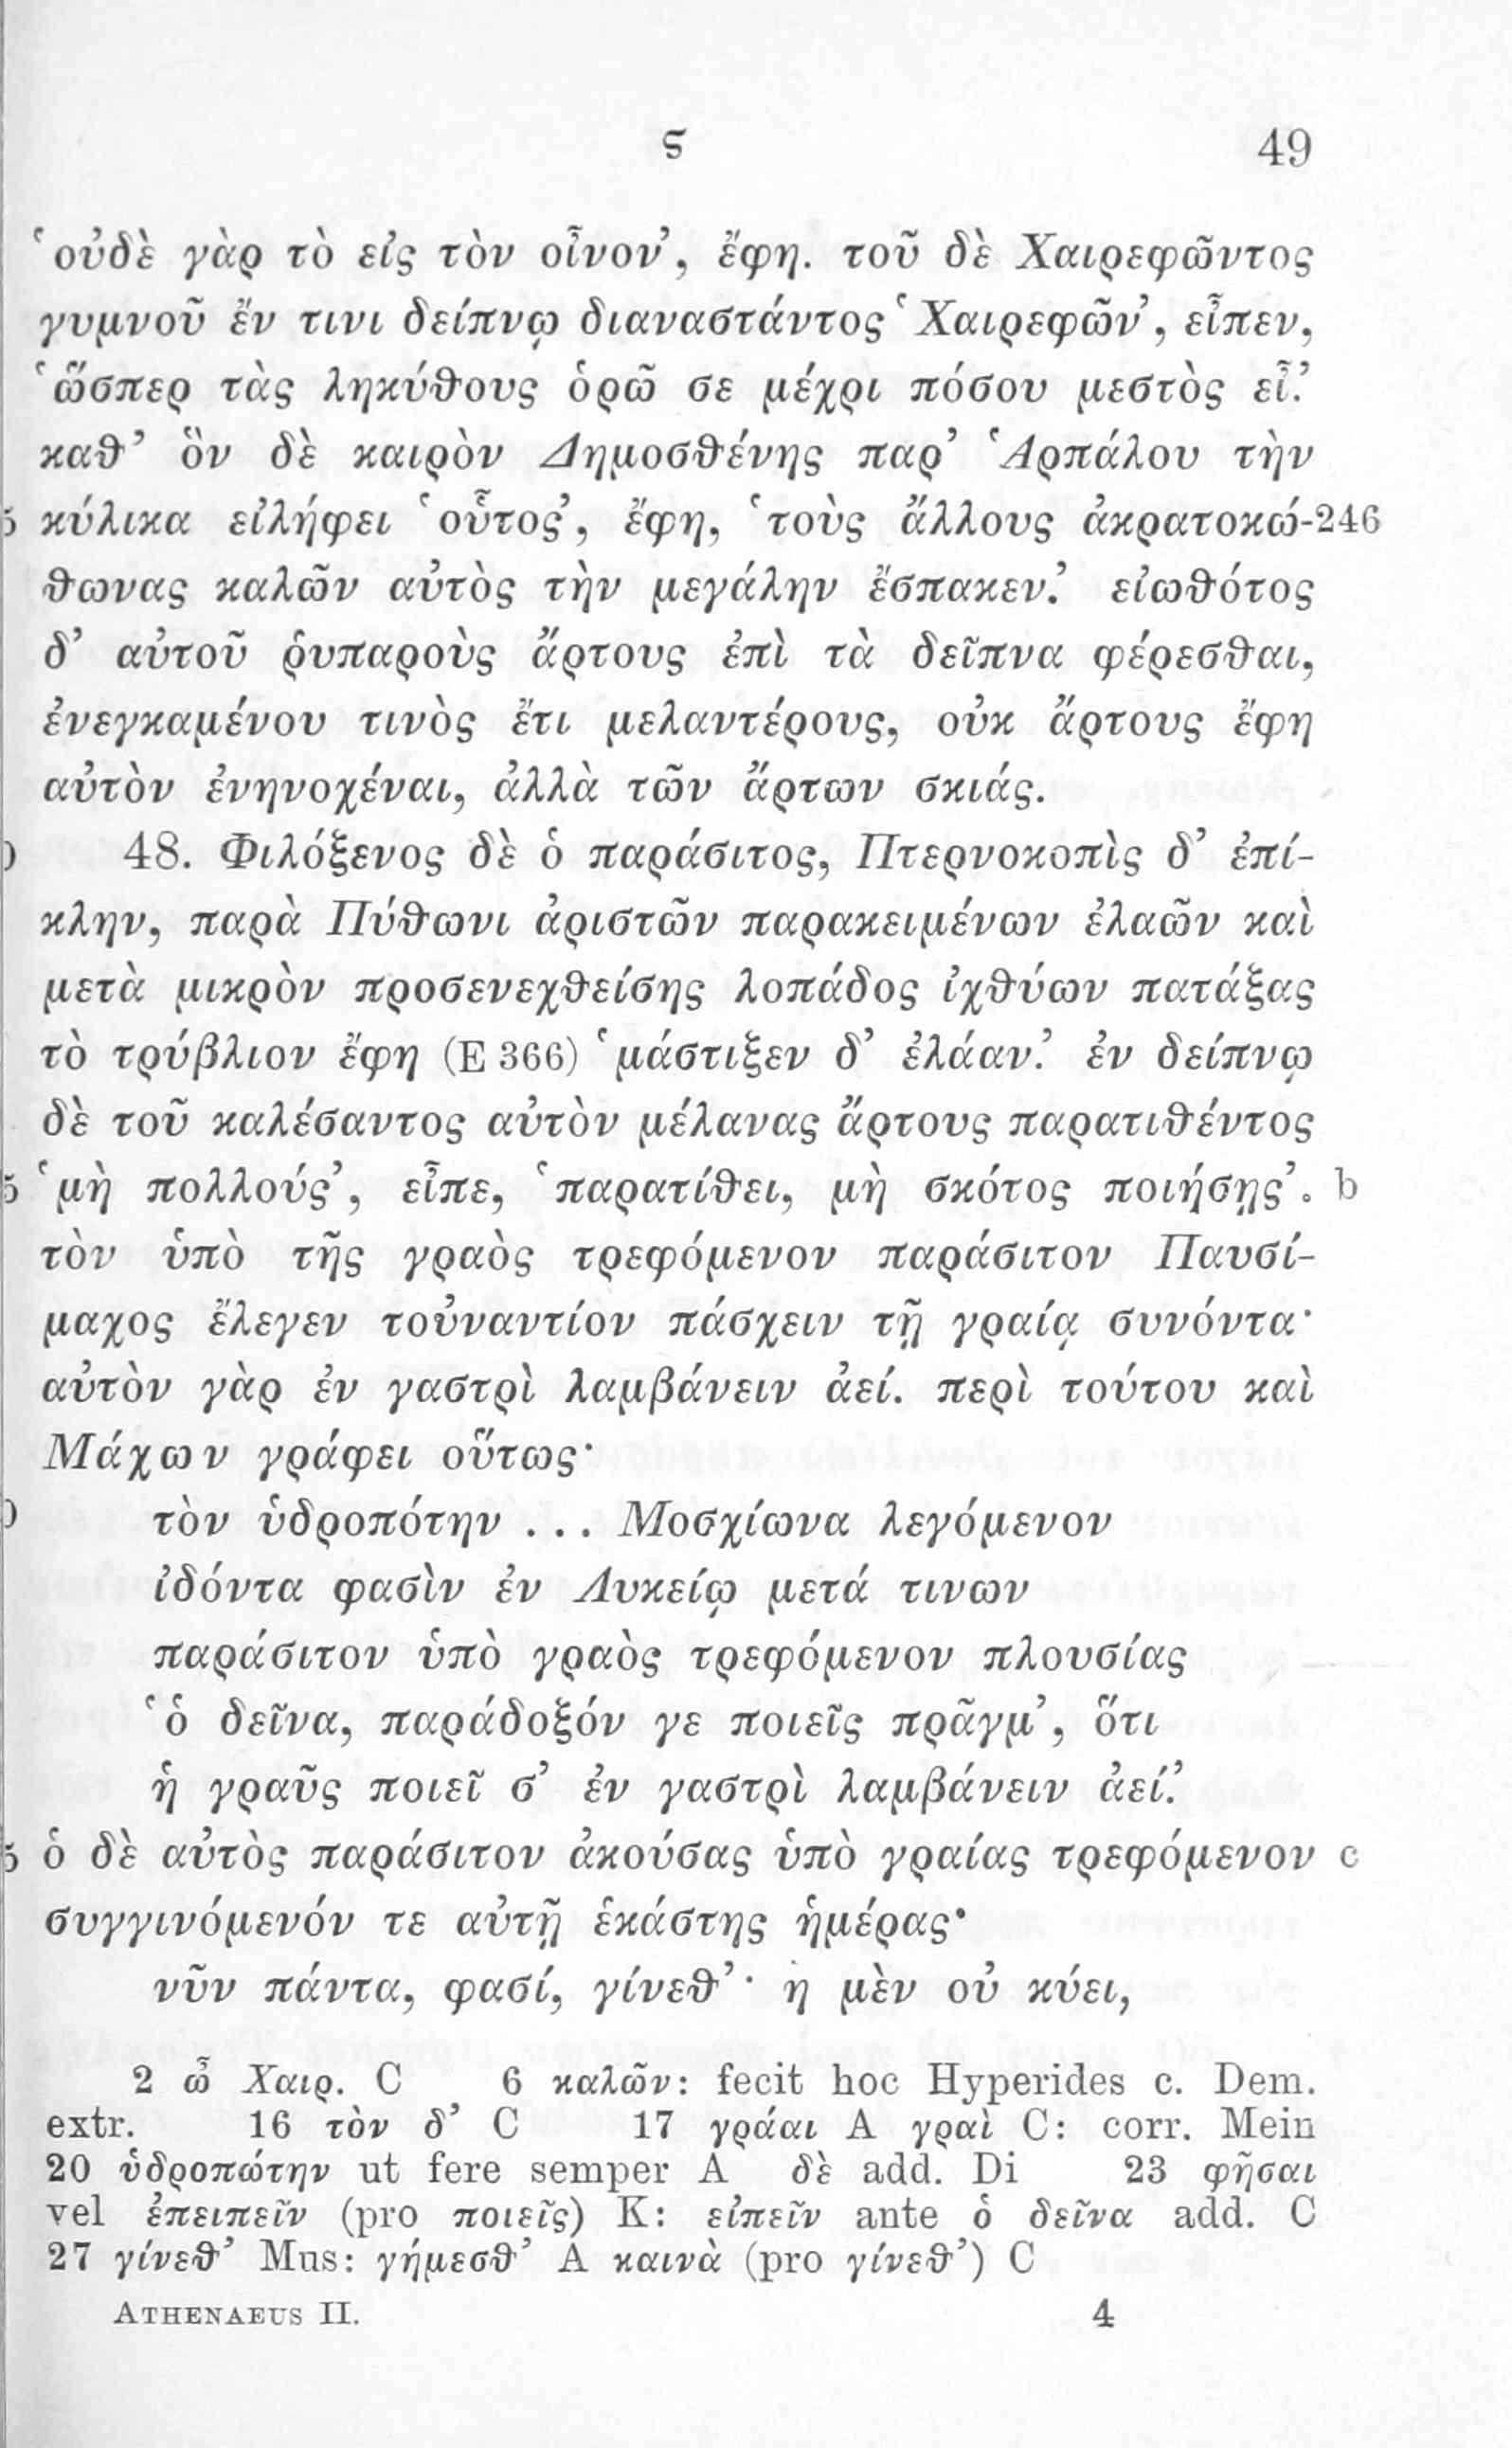 ϛ 49
‘οὐδὲ γὰρ τὸ εἰς τὸν οἶνον’, ἔφη. τοῦ δὲ Χαιρεφῶντος
γυμνοῦ ἔν τινι δείπνῳ διαναστάντος ‘Χαιρεφῶν’, εἶπεν,
‘ὥσπερ τὰς ληκύθους ὁρῶ σε μέχρι πόσου μεστὸς εἶ.’
καθ’ ὃν δὲ καιρὸν Δημοσθένης παρ’ Ἁρπάλου τὴν
5 κύλικα εἰλήφει ‘οὗτος’, ἔφη, ‘τοὺς ἄλλους ἀκρατοκώ- 246
θωνας καλῶν αὐτὸς τὴν μεγάλην ἔσπακεν.’ εἰωθότος
δ’ αὐτοῦ ῥυπαροὺς ἄρτους ἐπὶ τὰ δεῖπνα φέρεσθαι,
ἐνεγκαμένου τινὸς ἔτι μελαντέρους, οὐκ ἄρτους ἔφη
αὐτὸν ἐνηνοχέναι, ἀλλὰ τῶν ἄρτων σκιάς.
0 48. Φιλόξενος δὲ ὁ παράσιτος, Πτερνοκοπὶς δ’ ἐπί-
κλην, παρὰ Πύθωνι ἀριστῶν παρακειμένων ἐλαῶν καὶ
μετὰ μικρὸν προσενεχθείσης λοπάδος ἰχθύων πατάξας
τὸ τρύβλιον ἔφη (E 366) ‘μάστιξεν δ’ ἐλάαν.’ ἐν δείπνῳ
δὲ τοῦ καλέσαντος αὐτὸν μέλανας ἄρτους παρατιθέντος
5 ‘μὴ πολλούς’, εἶπε, ‘παρατίθει, μὴ σκότος ποιήσῃς’. b
τὸν ὑπὸ τῆς γραὸς τρεφόμενον παράσιτον Παυσί-
μαχος ἔλεγεν τοὐναντίον πάσχειν τῇ γραίᾳ συνόντα·
αὐτὸν γὰρ ἐν γαστρὶ λαμβάνειν ἀεί. περὶ τούτου καὶ
Μάχων γράφει οὕτως·
0 τὸν ὑδροπότην ... Μοσχίωνα λεγόμενον
ἰδόντα φασὶν ἐν Λυκείῳ μετά τινων
παράσιτον ὑπὸ γραὸς τρεφόμενον πλουσίας
‘ὁ δεῖνα, παράδοξόν γε ποιεῖς πρᾶγμ’, ὅτι
ἡ γραῦς ποιεῖ σ’ ἐν γαστρὶ λαμβάνειν ἀεί.’
5 ὁ δὲ αὐτὸς παράσιτον ἀκούσας ὑπὸ γραίας τρεφόμενον c
συγγινόμενόν τε αὐτῇ ἑκάστης ἡμέρας·
νῦν πάντα, φασί, γίνεθ’· ἡ μὲν οὐ κύει,
2 ὦ Χαιρ. C 6 καλῶν: fecit hoc Hyperides c. Dem.
extr. 16 τὸν δ’ C 17 γράαι A γραὶ C: corr. Mein
20 ὑδροπώτην ut fere semper A δὲ add. Di 23 φῆσαι
vel ἐπειπεῖν (pro ποιεῖς) K: εἰπεῖν ante ὁ δεῖνα add. C
27 γίνεθ’ Mus: γήμεσθ’ A καινὰ (pro γίνεθ’) C
ATHENAEUS II. 4